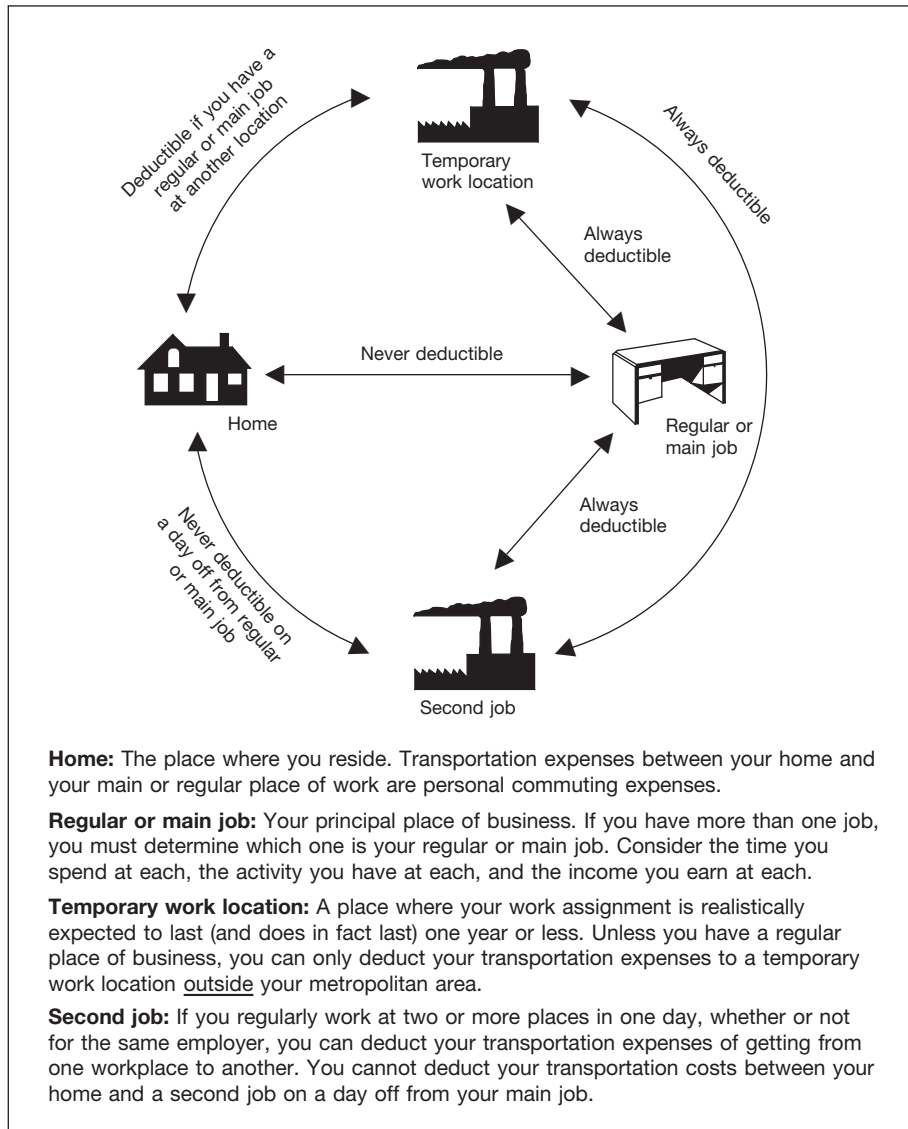 Deductible if you have a
regular or main job
at another location
Temporary
work location
Always deductible
Always
deductible
Never deductible
Home
Regular or
main job
Always
deductible
Never deductible on
a day off from regular
or main job
Second job
Home: The place where you reside. Transportation expenses between your home and
your main or regular place of work are personal commuting expenses.
Regular or main job: Your principal place of business. If you have more than one job,
you must determine which one is your regular or main job. Consider the time you
spend at each, the activity you have at each, and the income you earn at each.
Temporary work location: A place where your work assignment is realistically
expected to last (and does in fact last) one year or less. Unless you have a regular
place of business, you can only deduct your transportation expenses to a temporary
work location outside your metropolitan area.
Second job: If you regularly work at two or more places in one day, whether or not
for the same employer, you can deduct your transportation expenses of getting from
one workplace to another. You cannot deduct your transportation costs between your
home and a second job on a day off from your main job.